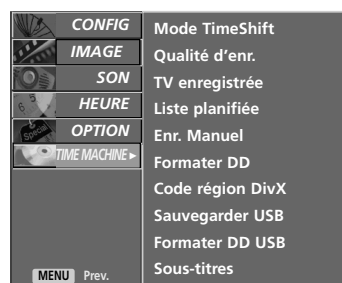 CONFIG
IMAGE
SON
HEURE
OPTION
TIME MACHINE ►
Mode TimeShift
Qualité d'enr.
TV enregistrée
Liste planifiée
Enr. Manuel
Formater DD
Code région DivX
Sauvegarder USB
Formater DD USB
Sous-titres
MENU Prev.